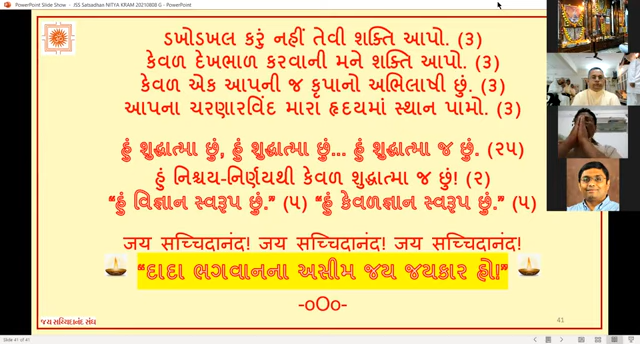 PowerPoint Slide Show - JSS Satsadhan NITYA KRAM 20210808 G - PowerPoint
ડખોડખલ કરું નહીં તેવી શક્તિ આપો. (૩)
કેવળ દેખભાળ કરવાની મને શક્તિ આપો. (૩)
કેવળ એક આપની જ કૃપાનો અભિલાષી છું. (૩)
આપના ચરણારવિંદ મારાં હૃદયમાં સ્થાન પામો. (૩)
હું શુદ્ધાત્મા છું, હું શુદ્ધાત્મા છું... હું શુદ્ધાત્મા જ છું. (૨૫)
હું નિશ્ચય-નિર્ણયથી કેવળ શુદ્ધાત્મા જ છું! (૨)
“હું વિજ્ઞાન સ્વરૂપ છું.” (૫) “હું કેવળજ્ઞાન સ્વરૂપ છું.” (૫)
જય સચ્ચિદાનંદ! જય સચ્ચિદાનંદ! જય સચ્ચિદાનંદ!
“દાદા ભગવાનના અસીમ જય જયકાર હો!”
-oOo-
જય સચ્ચિદાનંદ સંઘ
41
Slide 41 of 41